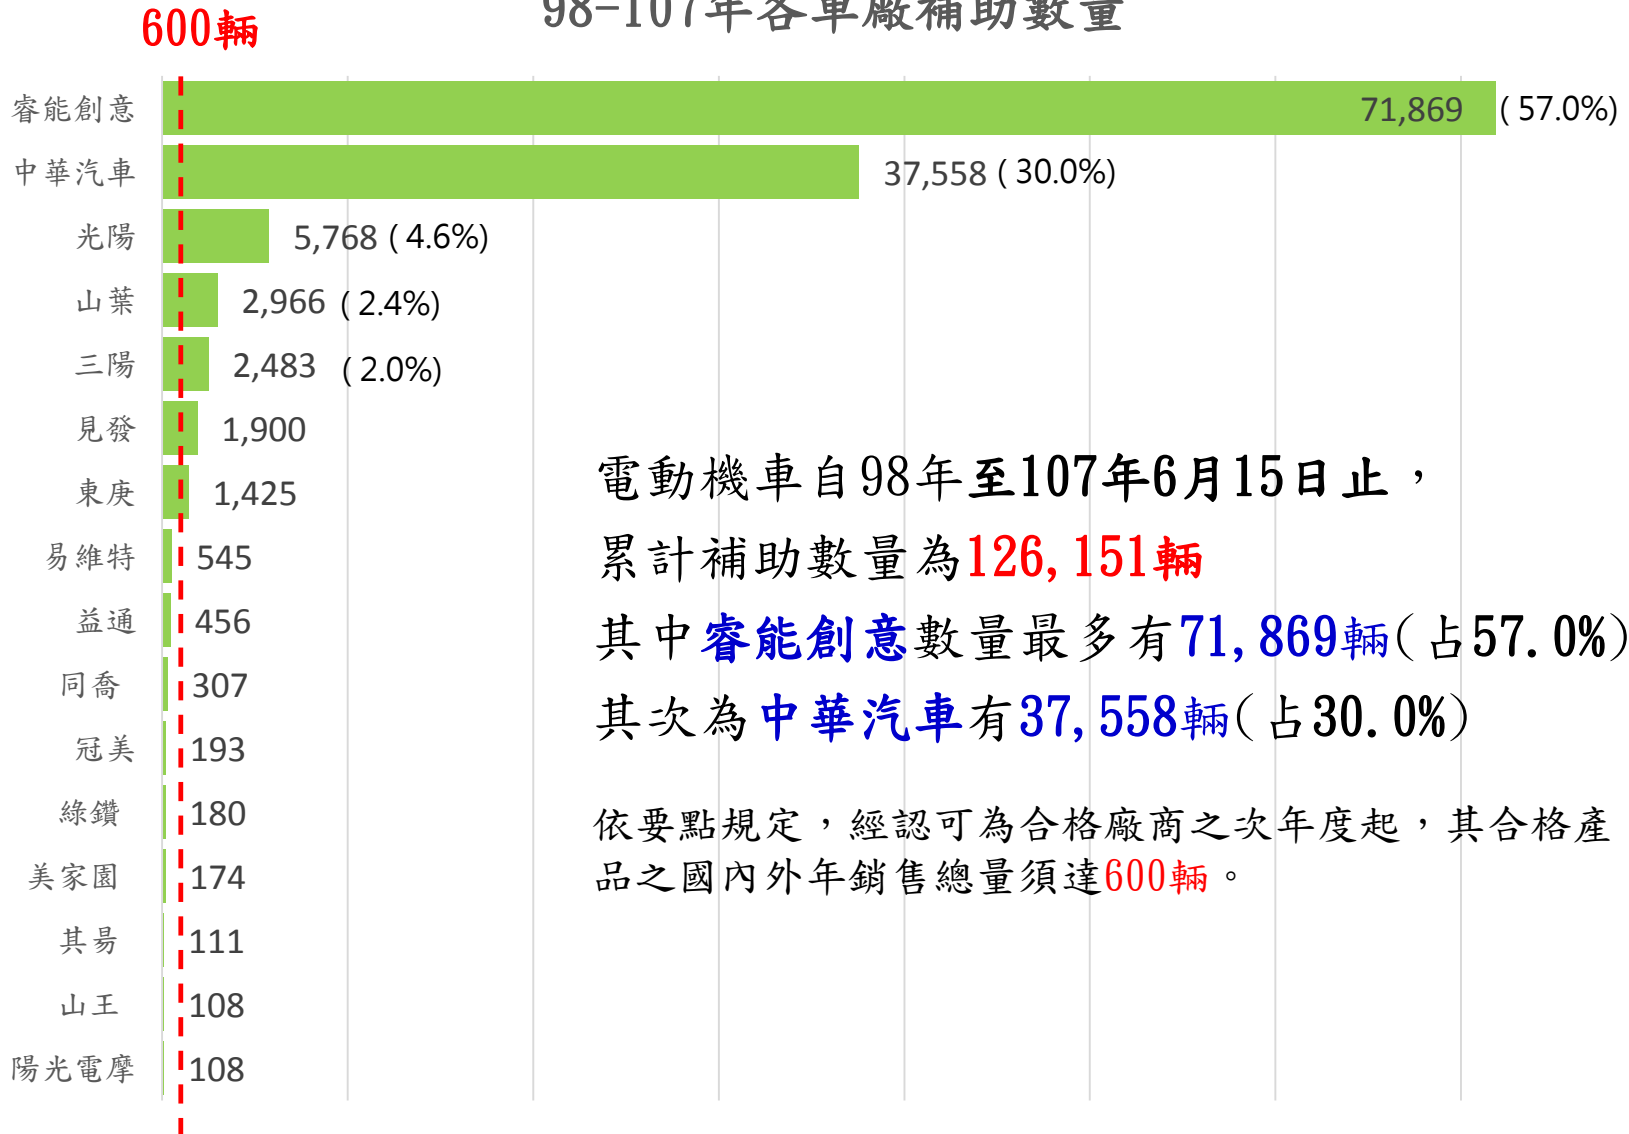 98-107年各車廠補助數量
600輛
睿能創意 71,869 ( 57.0%)
中華汽車 37,558 ( 30.0%)
光陽 5,768 ( 4.6%)
山葉 2,966 ( 2.4%)
三陽 2,483 ( 2.0%)
見發 1,900
東庚 1,425
易維特 545
益通 456
同喬 307
冠美 193
綠鑽 180
美家園 174
其昜 111
山王 108
陽光電摩 108
電動機車自98年至107年6月15日止，
累計補助數量為126,151輛
其中睿能創意數量最多有71,869輛(占57.0%)
其次為中華汽車有37,558輛(占30.0%)
依要點規定，經認可為合格廠商之次年度起，其合格產
品之國內外年銷售總量須達600輛。